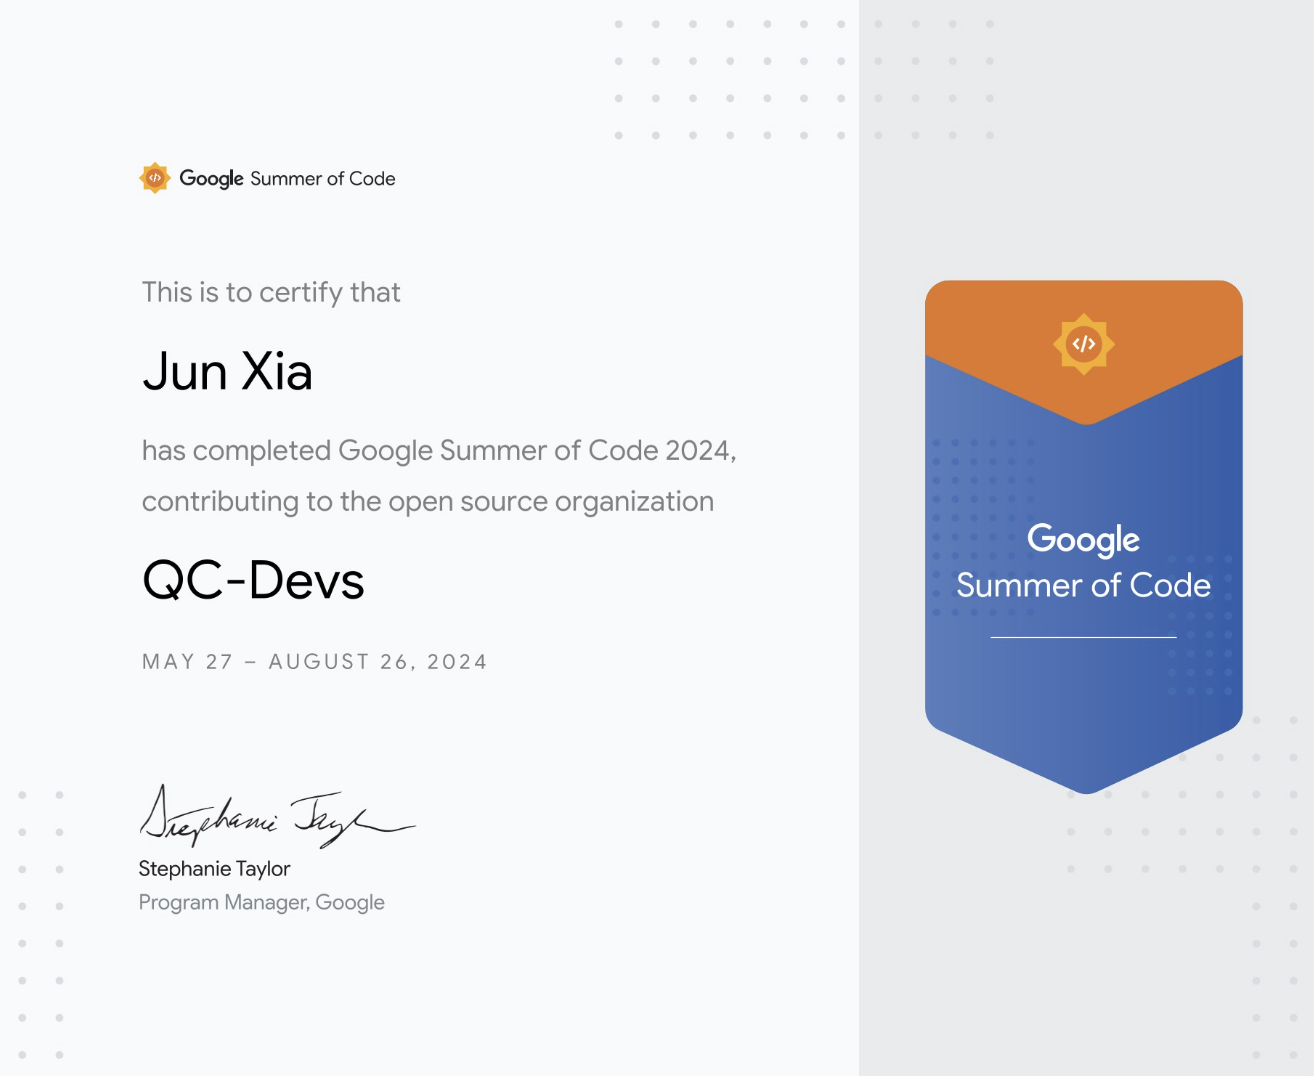 Google Summer of Code
This is to certify that
Jun Xia
has completed Google Summer of Code 2024,
contributing to the open source organization
QC-Devs
MAY 27 – AUGUST 26, 2024
Stephanie Taylor
Stephanie Taylor
Program Manager, Google
</>
Google
Summer of Code